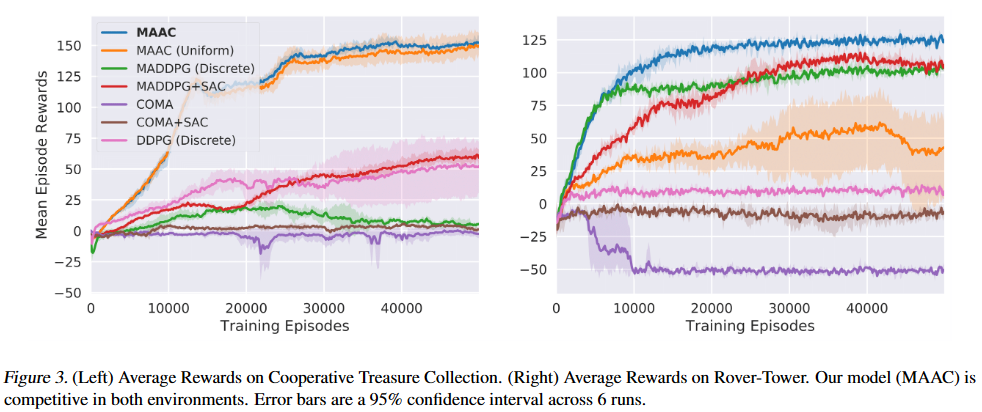 MAAC
MAAC (Uniform)
MADDPG (Discrete)
MADDPG+SAC
COMA
COMA+SAC
DDPG (Discrete)
Mean Episode Rewards
150
125
100
75
50
25
0
−25
−50
0 10000 20000 30000 40000
Training Episodes
125
100
75
50
25
0
−50
0 10000 20000 30000 40000
Training Episodes
Figure 3. (Left) Average Rewards on Cooperative Treasure Collection. (Right) Average Rewards on Rover-Tower. Our model (MAAC) is
competitive in both environments. Error bars are a 95% confidence interval across 6 runs.